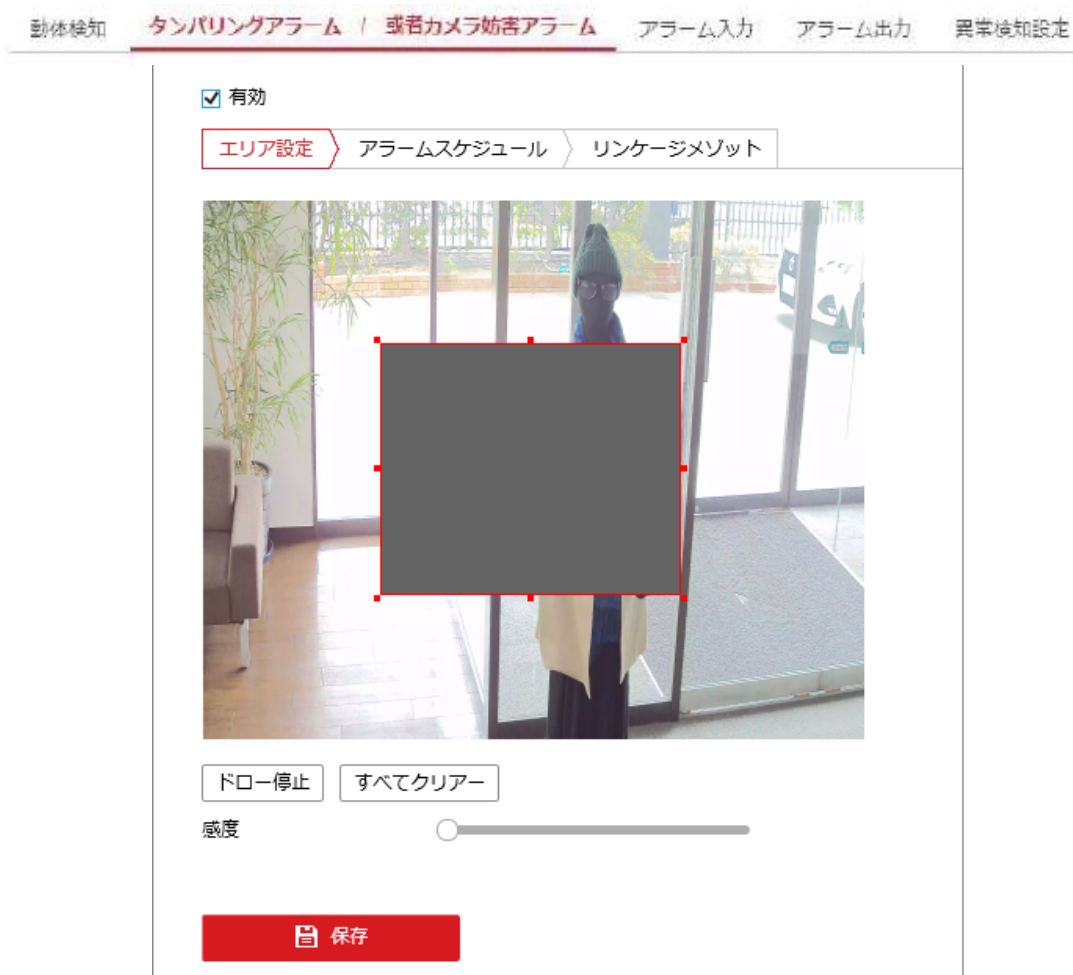 動体検知 タンパリングアラーム / 或者カメラ妨害アラーム アラーム入力 アラーム出力 異常検知設定
有効
エリア設定 アラームスケジュール リンケージメゾット
ドロー停止 すべてクリアー
感度
保存